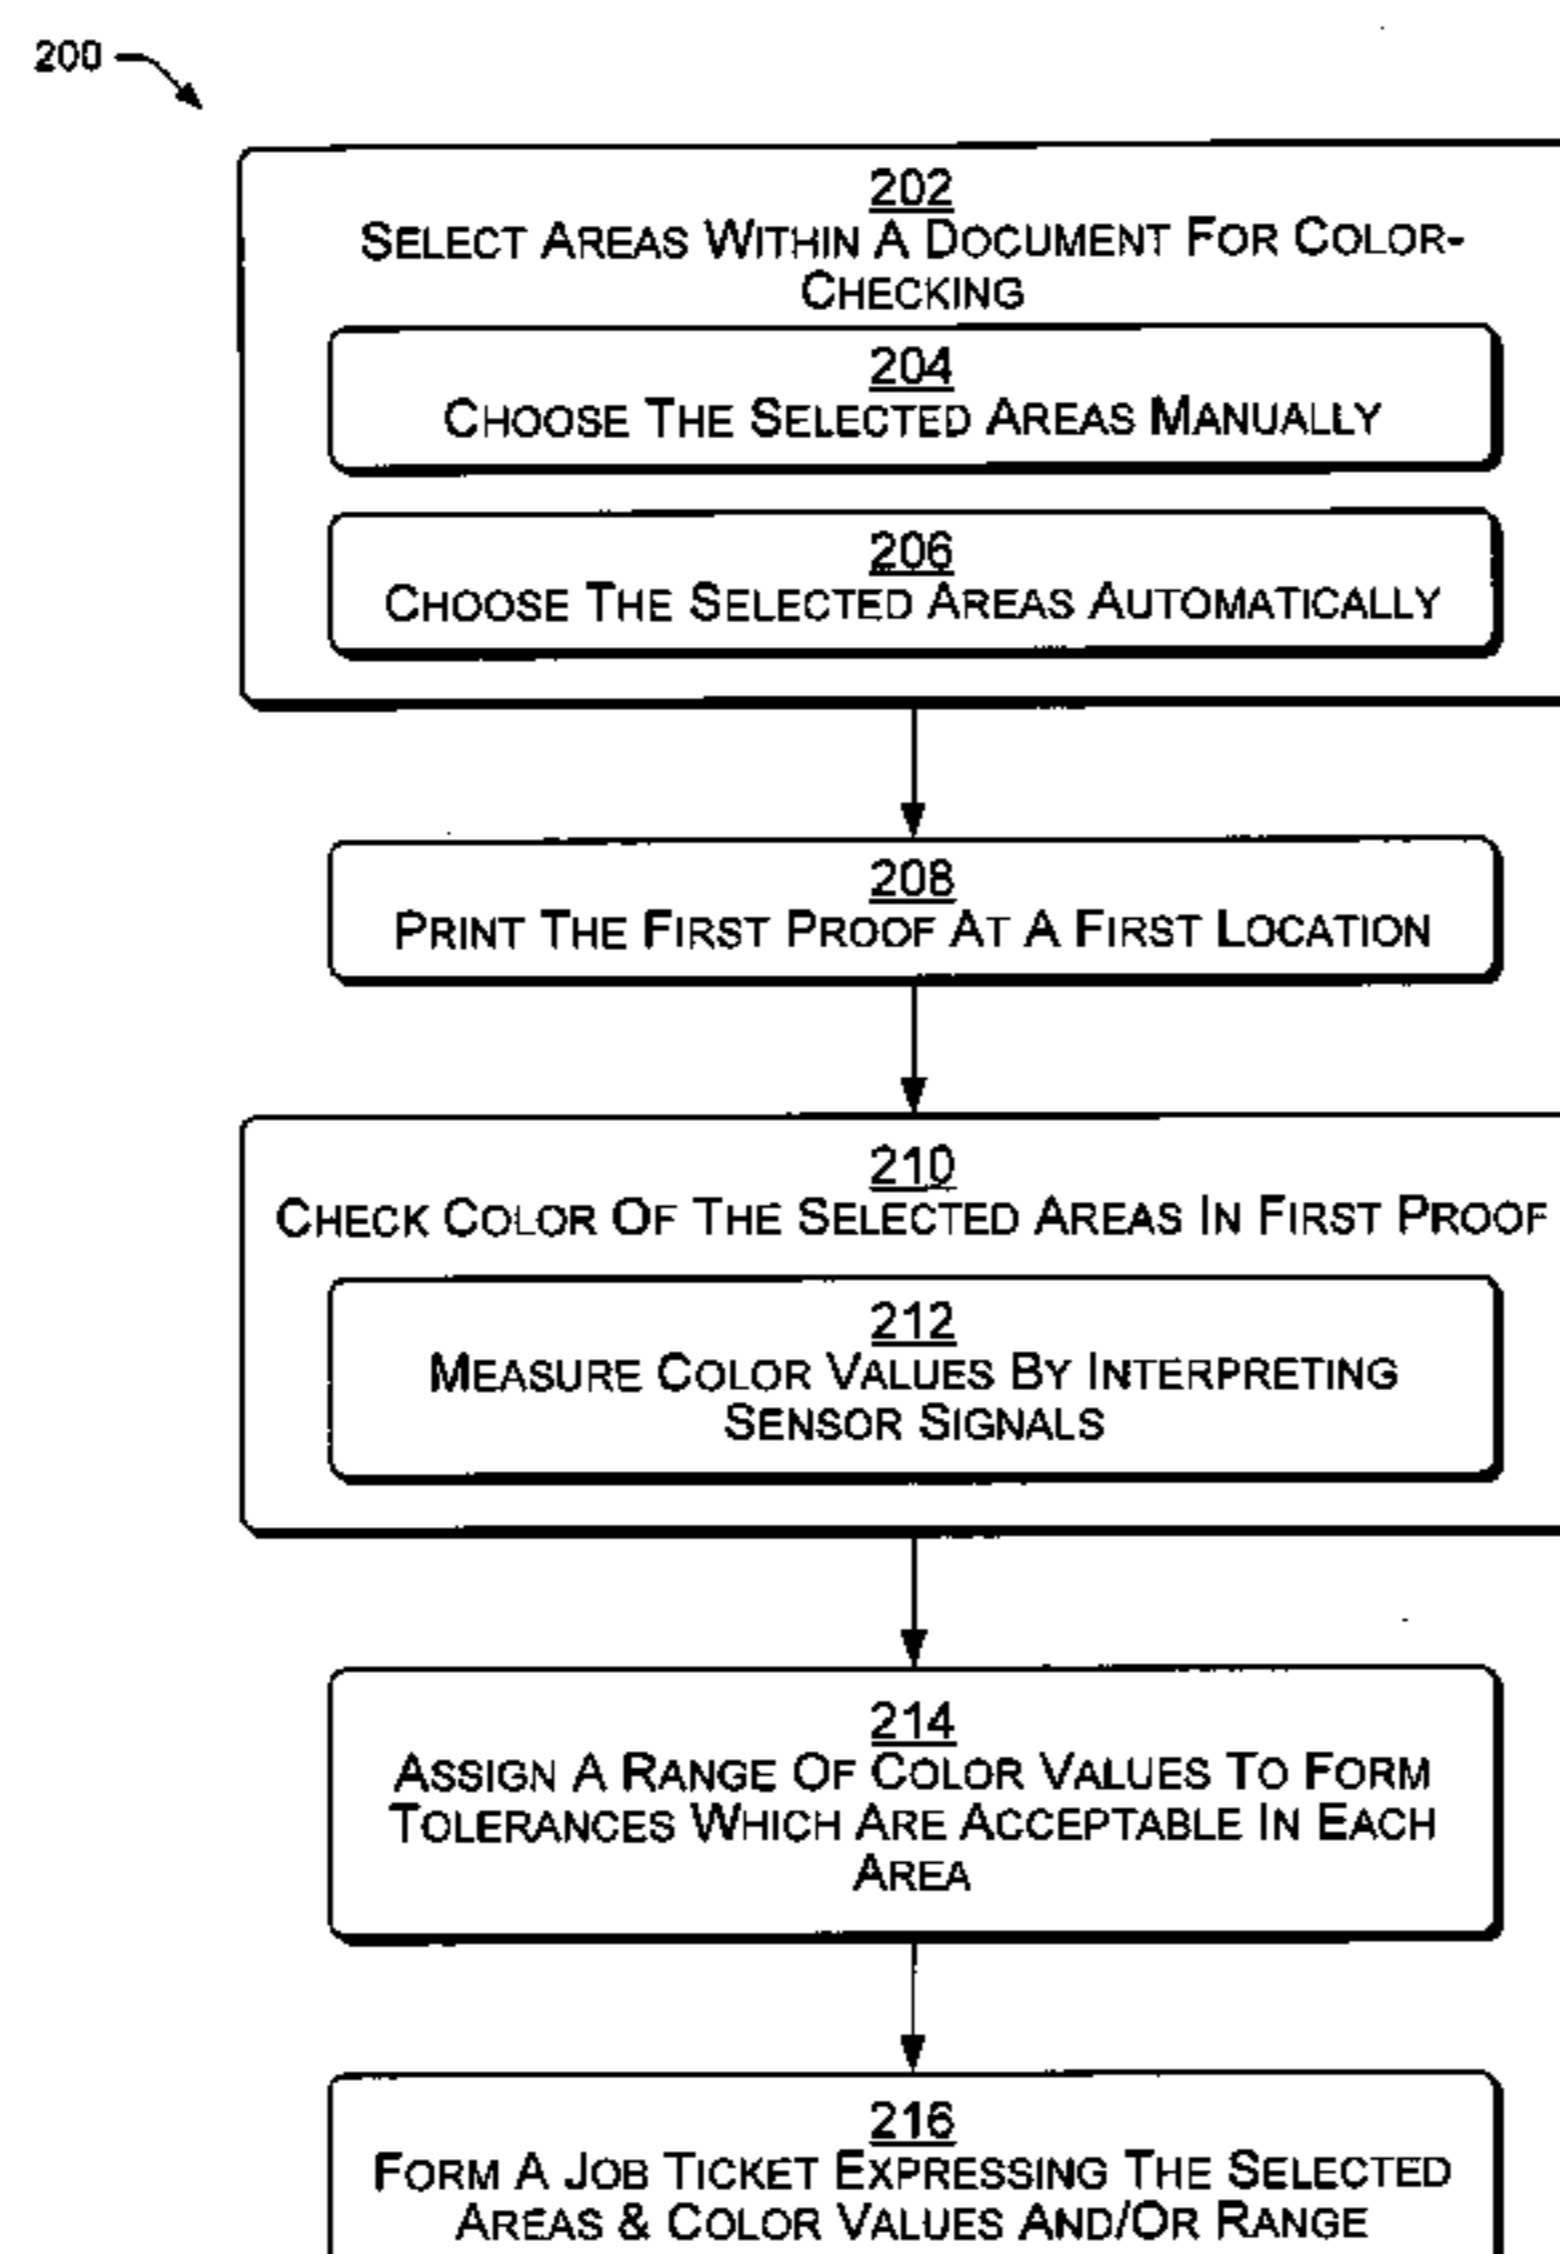 200
202
SELECT AREAS WITHIN A DOCUMENT FOR COLOR-
CHECKING
204
CHOOSE THE SELECTED AREAS MANUALLY
206
CHOOSE THE SELECTED AREAS AUTOMATICALLY
208
PRINT THE FIRST PROOF AT A FIRST LOCATION
210
CHECK COLOR OF THE SELECTED AREAS IN FIRST PROOF
212
MEASURE COLOR VALUES BY INTERPRETING
SENSOR SIGNALS
214
ASSIGN A RANGE OF COLOR VALUES TO FORM
TOLERANCES WHICH ARE ACCEPTABLE IN EACH
AREA
216
FORM A JOB TICKET EXPRESSING THE SELECTED
AREAS & COLOR VALUES AND/OR RANGE